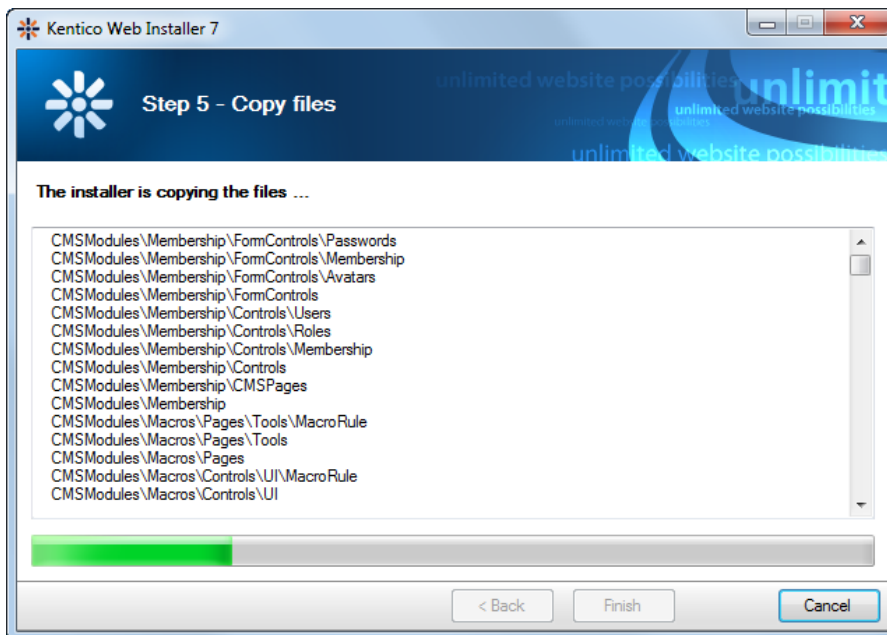 Kentico Web Installer 7
unlimited website possibilities
unlimit
Step 5 - Copy files
unlimited website possibilities
unlimited website possibilities
unlimited website possibilities
The installer is copying the files ...
CMSModules\Membership\FormControls\Passwords
CMSModules\Membership\FormControls\Membership
CMSModules\Membership\FormControls\Avatars
CMSModules\Membership\FormControls
CMSModules\Membership\Controls\Users
CMSModules\Membership\Controls\Roles
CMSModules\Membership\Controls\Membership
CMSModules\Membership\Controls
CMSModules\Membership\CMSPages
CMSModules\Membership
CMSModules\Macros\Pages\Tools\MacroRule
CMSModules\Macros\Pages\Tools
CMSModules\Macros\Pages
CMSModules\Macros\Controls\UI\MacroRule
CMSModules\Macros\Controls\UI
< Back
Finish
Cancel